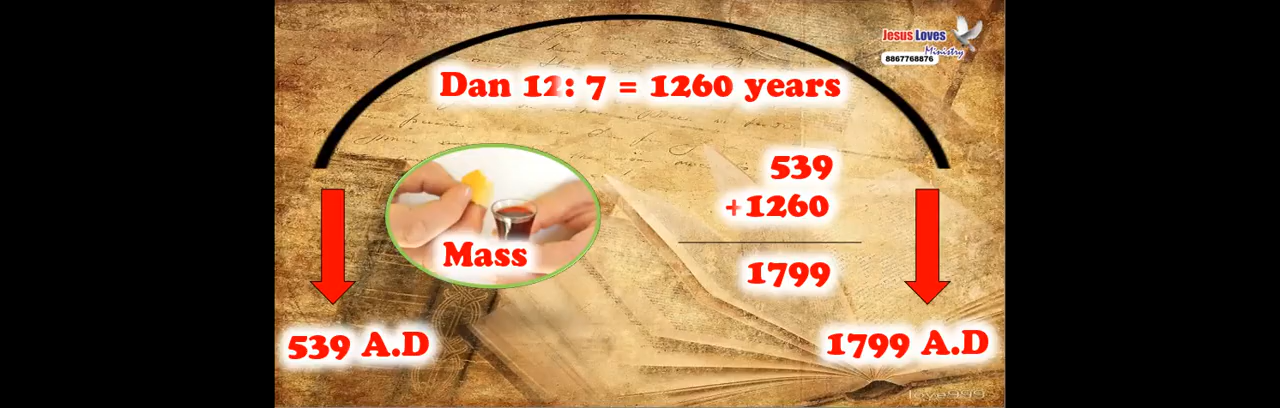 Jesus Loves
Ministry
8867768876
Dan 12: 7 = 1260 years
539
+1260
1799
Mass
539 A.D
1799 A.D